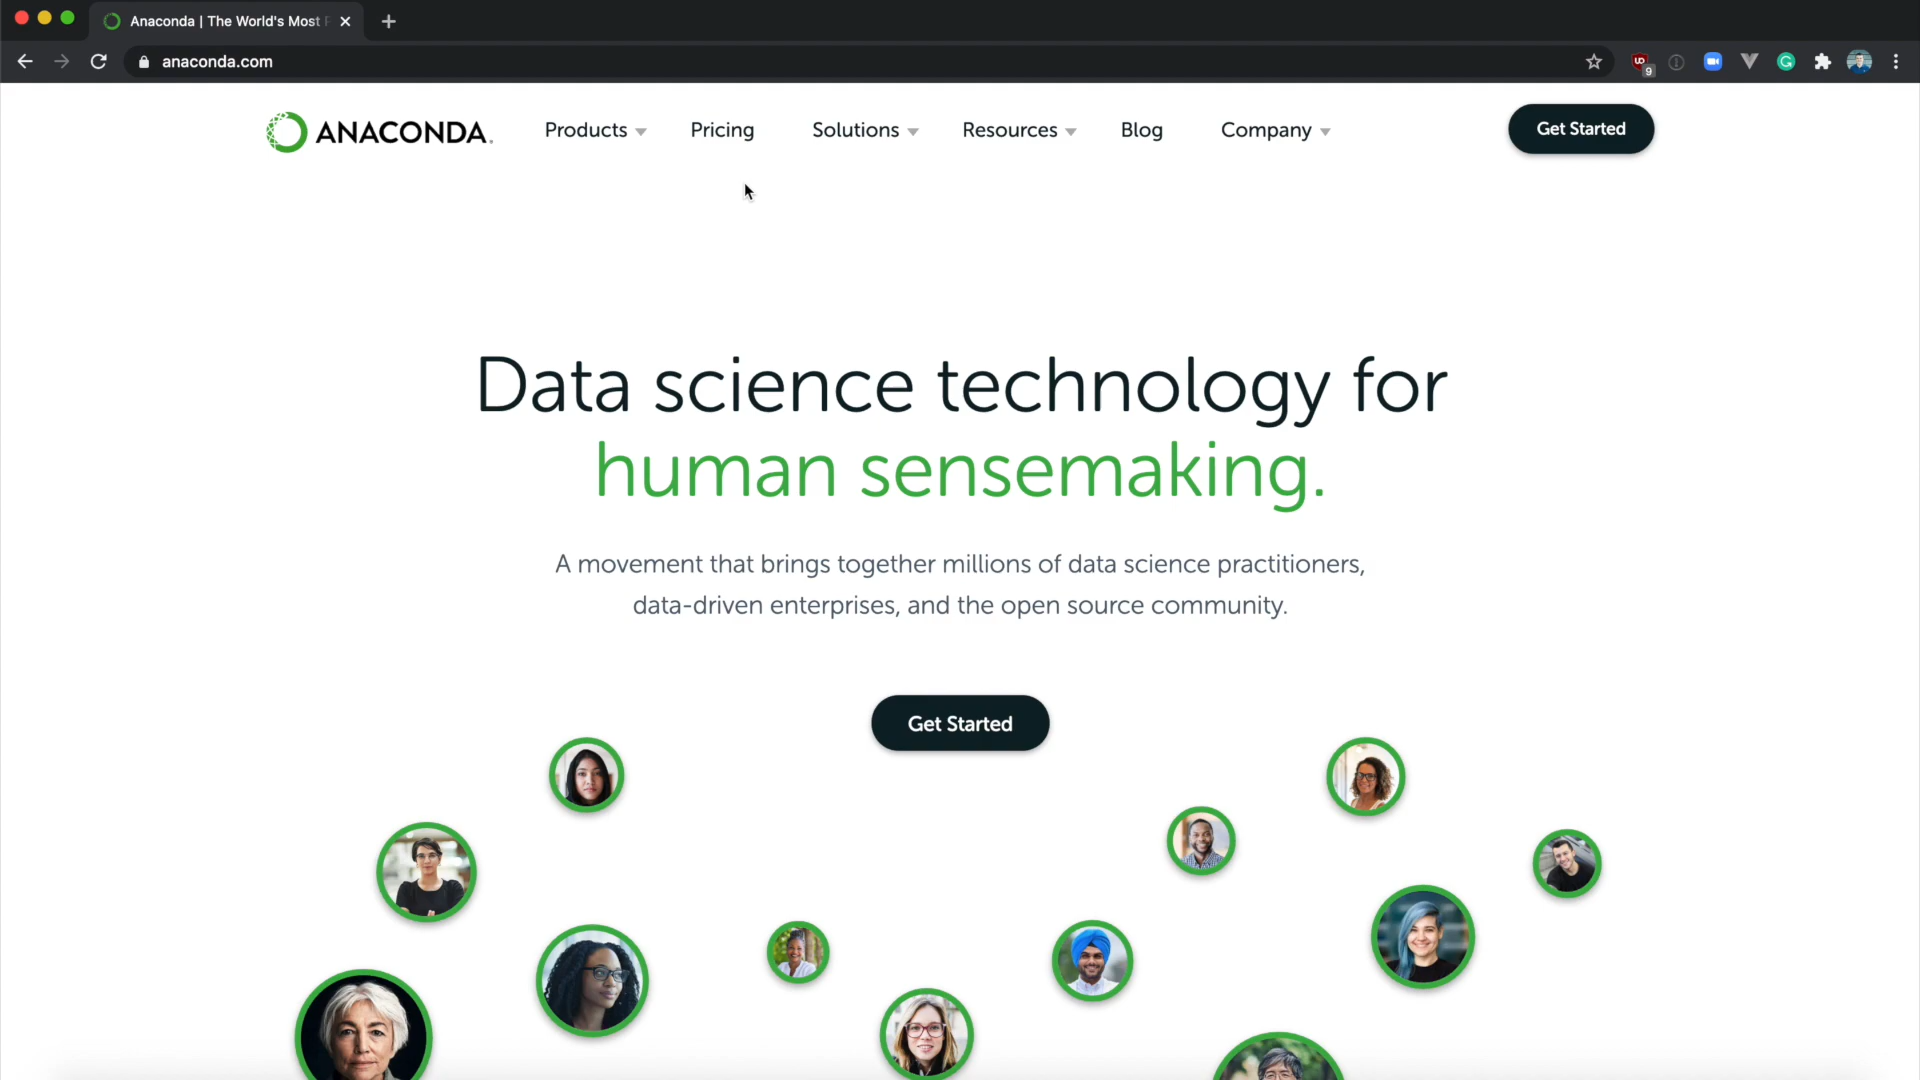 Anaconda | The World's Most P
anaconda.com
9
ANACONDA.
Products
Pricing
Solutions
Resources
Blog
Company
Get Started
Data science technology for
human sensemaking.
A movement that brings together millions of data science practitioners,
data-driven enterprises, and the open source community.
Get Started